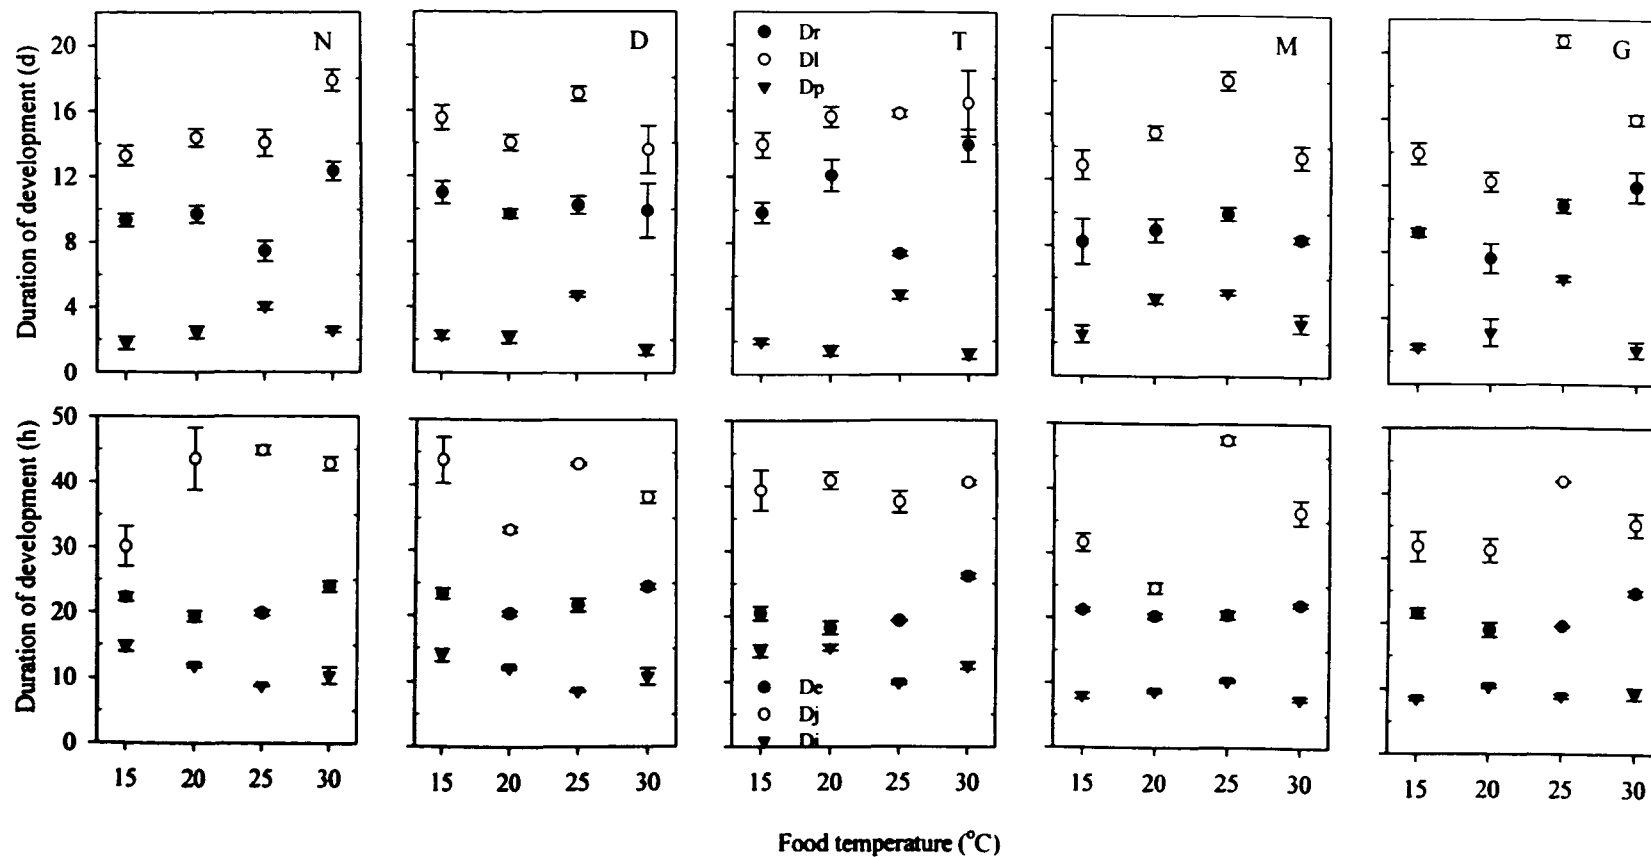 Duration of development (d)
20
16
12
8
4
0
N
D
T
Dr
Dl
Dp
M
G
Duration of development (h)
50
40
30
20
10
0
De
Dj
Di
15 20 25 30
15 20 25 30
15 20 25 30
15 20 25 30
15 20 25 30
Food temperature (°C)